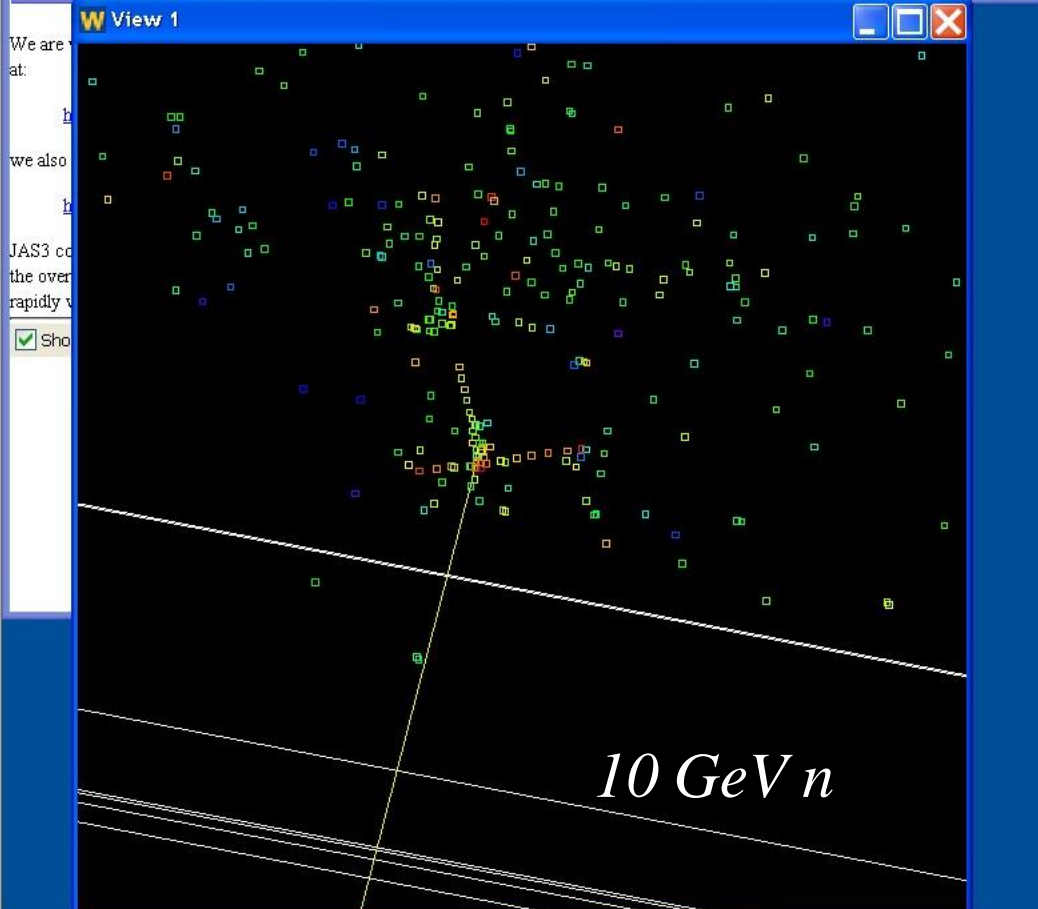 View 1
We are
at:
h
we also
h
JAS3 co
the over
rapidly
Sho
10 GeV n